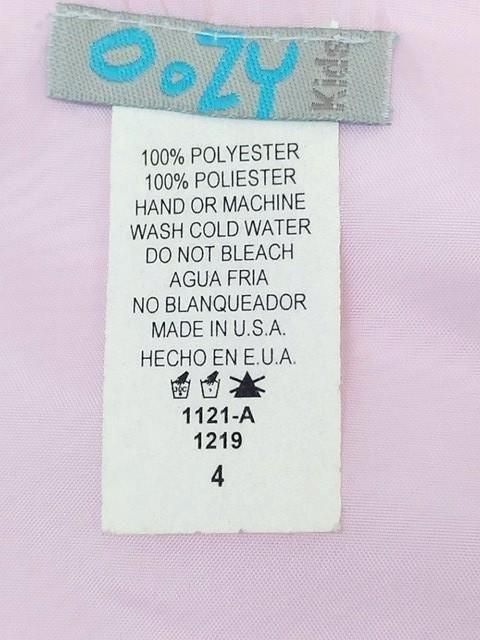 OoZY Kids
100% POLYESTER
100% POLIESTER
HAND OR MACHINE
WASH COLD WATER
DO NOT BLEACH
AGUA FRIA
NO BLANQUEADOR
MADE IN U.S.A.
HECHO EN E.U.A.
30C
1121-A
1219
4